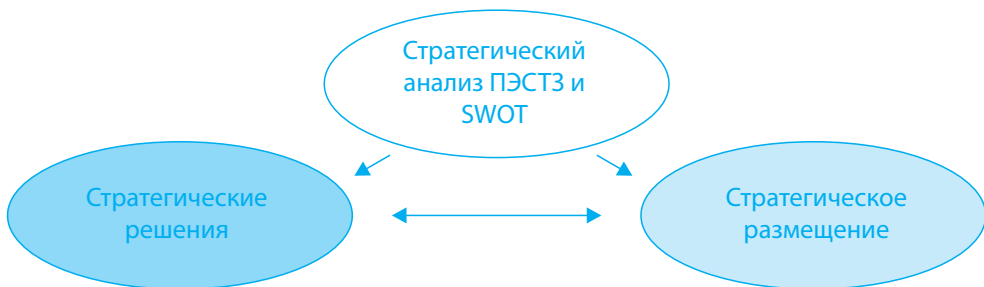 Стратегический
анализ ПЭСТЗ и
SWOT
Стратегические
решения
Стратегическое
размещение